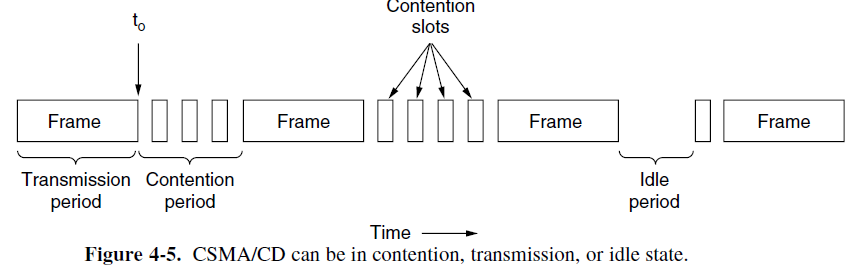 Contention
slots
to
Frame
Frame
Frame
Frame
Transmission
period
Contention
period
Idle
period
Time
Figure 4-5. CSMA/CD can be in contention, transmission, or idle state.